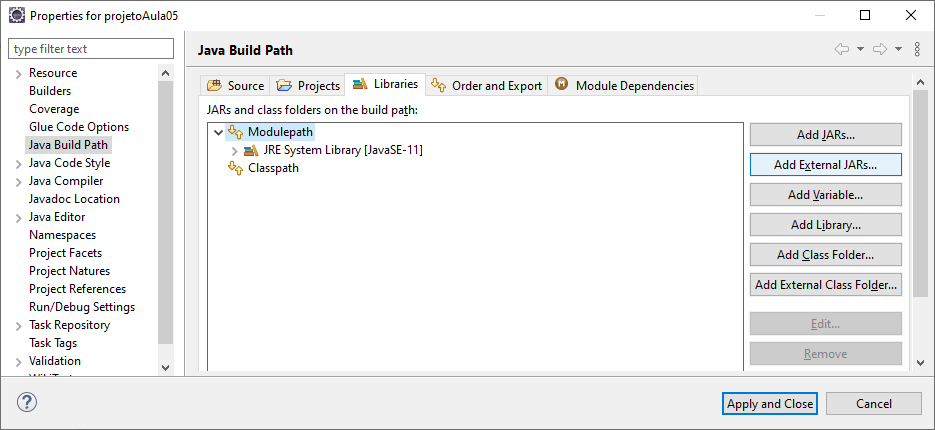 Properties for projetoAula05
type filter text
Resource
Builders
Coverage
Glue Code Options
Java Build Path
Java Code Style
Java Compiler
Javadoc Location
Java Editor
Namespaces
Project Facets
Project Natures
Project References
Run/Debug Settings
Task Repository
Task Tags
Validation
Java Build Path
Source Projects Libraries Order and Export Module Dependencies
JARs and class folders on the build path:
Modulepath
JRE System Library [JavaSE-11]
Classpath
Add JARs...
Add External JARs...
Add Variable...
Add Library...
Add Class Folder...
Add External Class Folder...
Edit...
Remove
Apply and Close Cancel